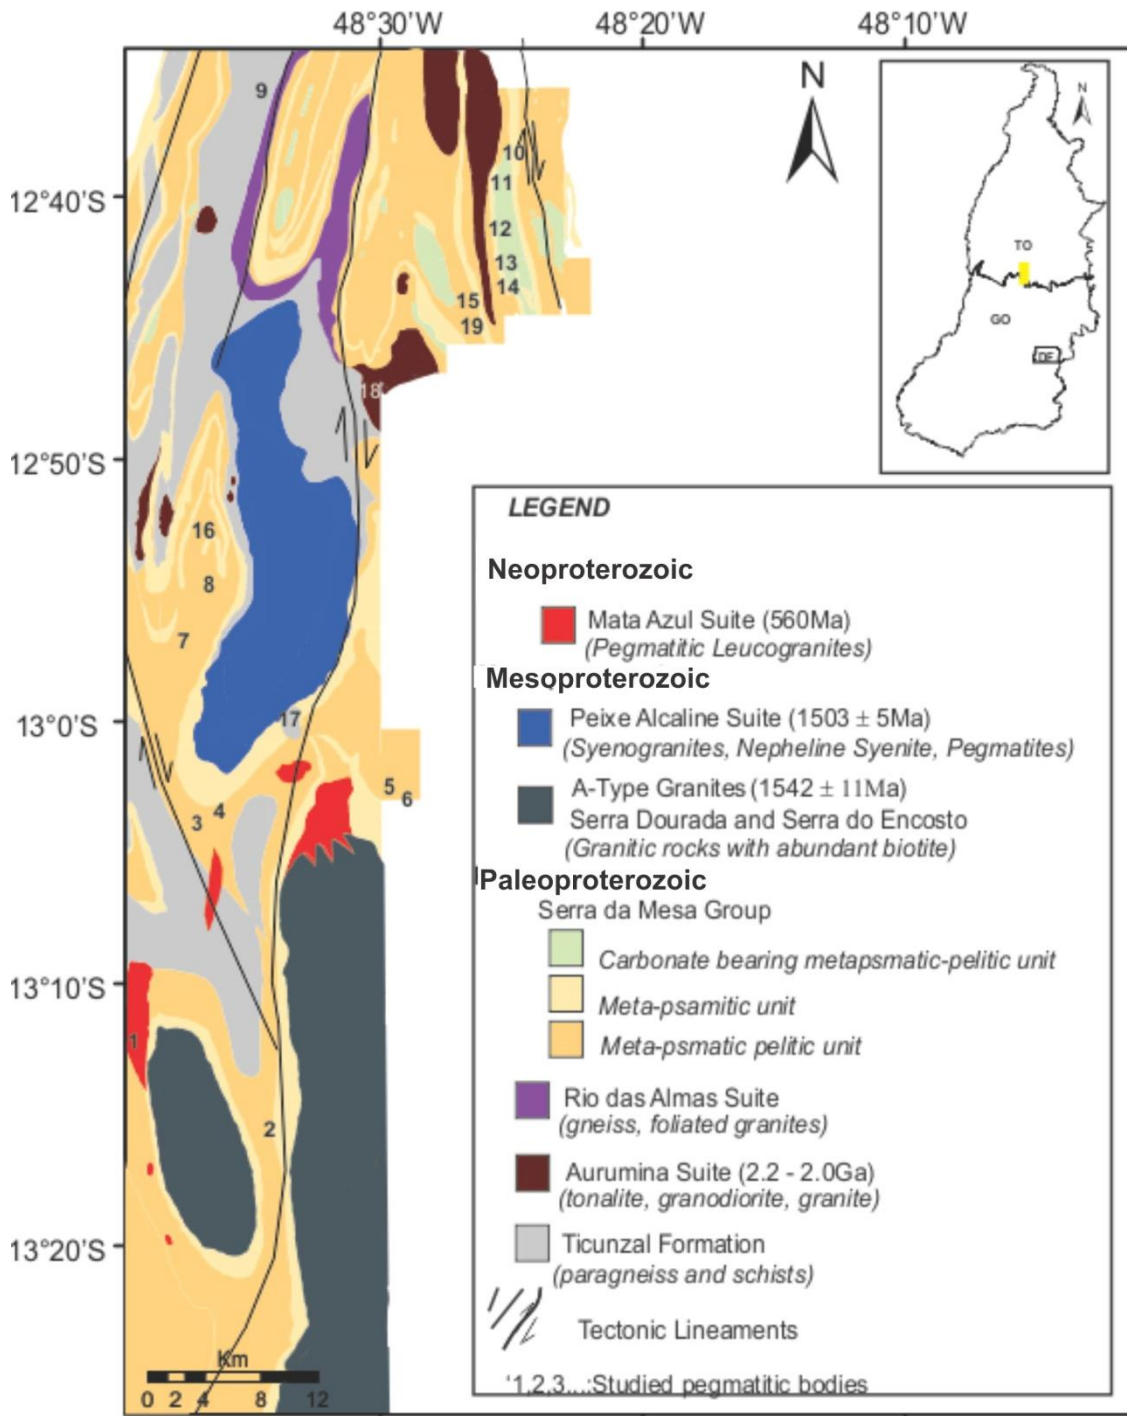 48°30'W 48°20'W 48°10'W
N
N
12°40'S
12°50'S
13°0'S
13°10'S
13°20'S
TO
GO
DF
9
10
11
12
13
14
15
19
18
16
8
7
17
5
6
4
3
1
2
Km
0 2 4 8 12
LEGEND
Neoproterozoic
Mata Azul Suite (560Ma)
(Pegmatitic Leucogranites)
Mesoproterozoic
Peixe Alcaline Suite (1503 ± 5Ma)
(Syenogranites, Nepheline Syenite, Pegmatites)
A-Type Granites (1542 ± 11Ma)
Serra Dourada and Serra do Encosto
(Granitic rocks with abundant biotite)
Paleoproterozoic
Serra da Mesa Group
Carbonate bearing metapsmatic-pelitic unit
Meta-psamitic unit
Meta-psmatic pelitic unit
Rio das Almas Suite
(gneiss, foliated granites)
Aurumina Suite (2.2 - 2.0Ga)
(tonalite, granodiorite, granite)
Ticunzal Formation
(paragneiss and schists)
Tectonic Lineaments
'1,2,3...:Studied pegmatitic bodies